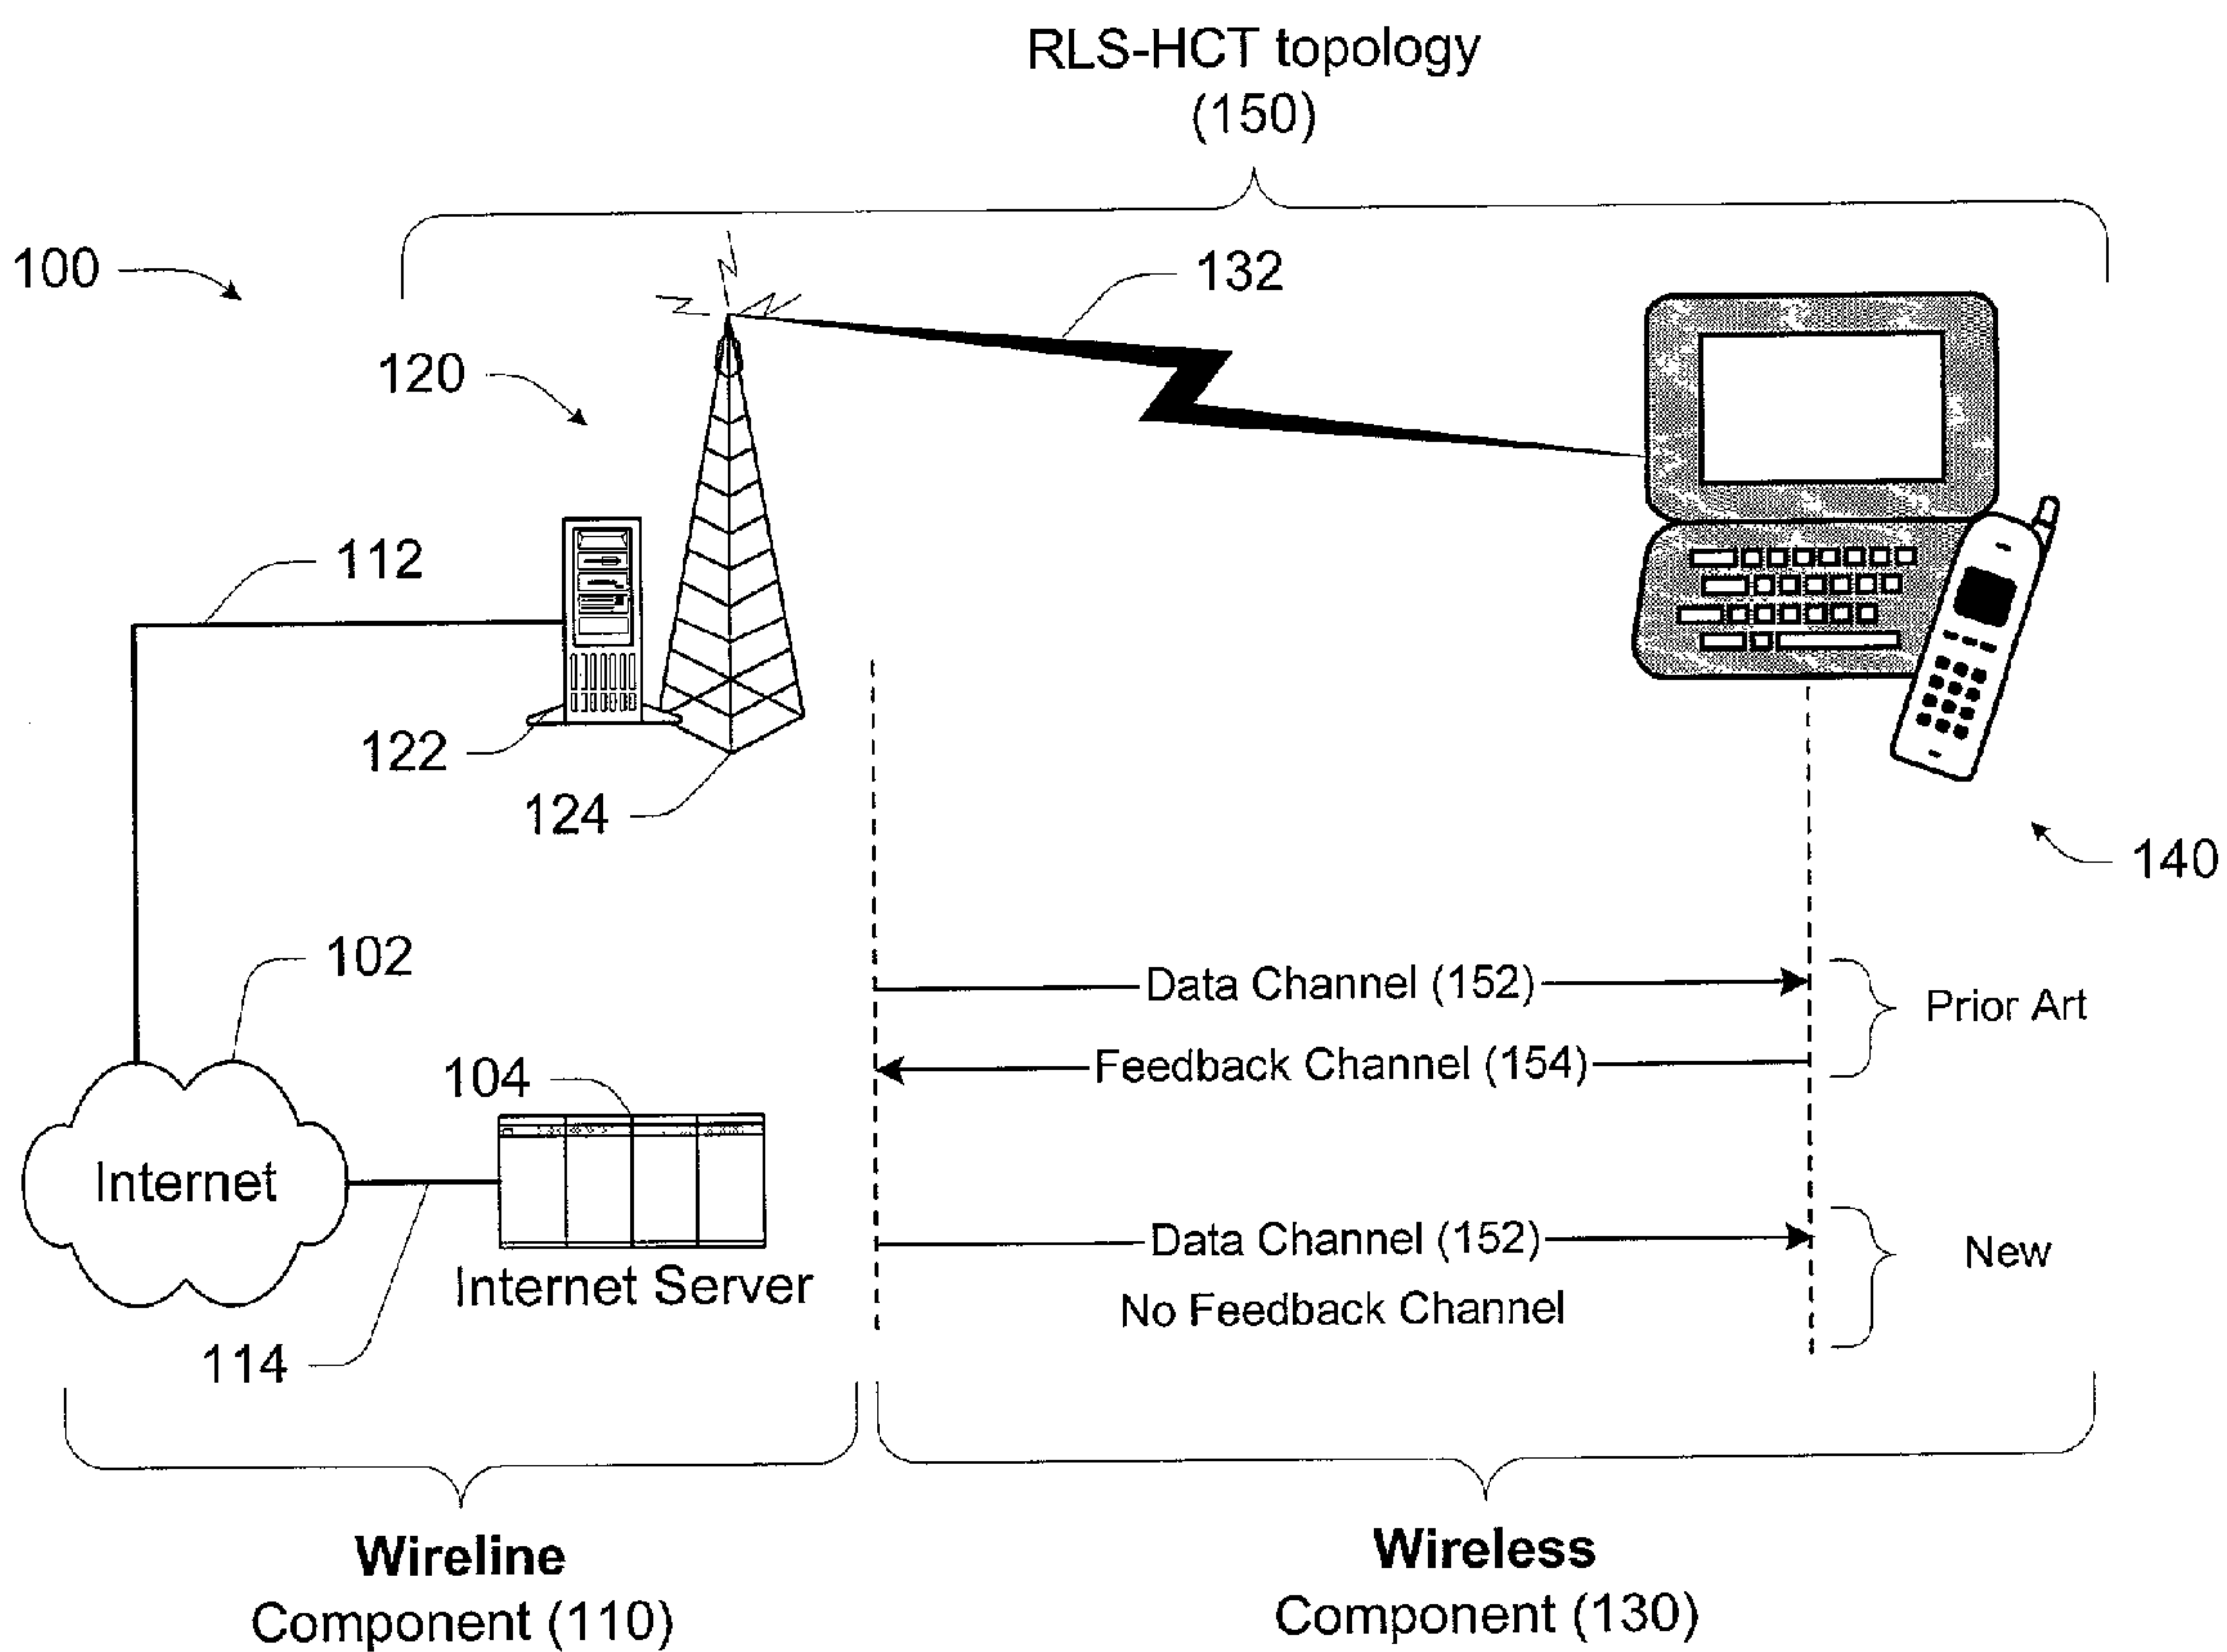 RLS-HCT topology
(150)
100
132
120
112
122
124
140
102
Data Channel (152)
Prior Art
Feedback Channel (154)
104
Internet
Data Channel (152)
New
Internet Server
No Feedback Channel
114
Wireline
Component (110)
Wireless
Component (130)